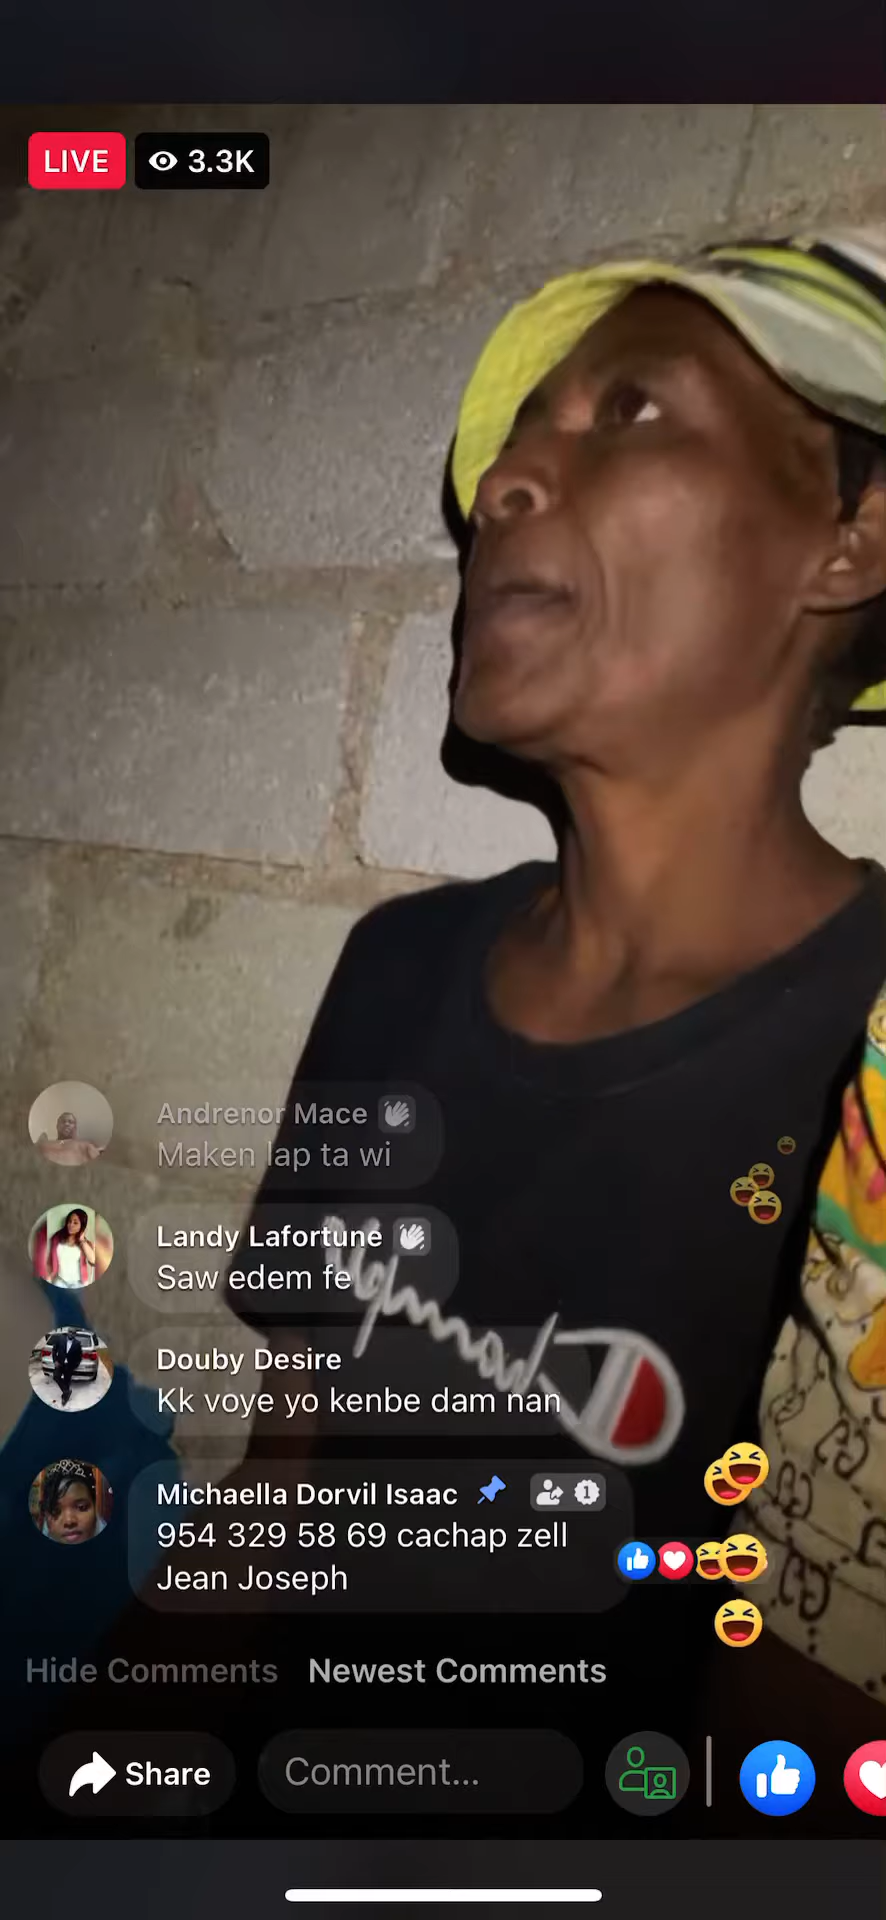 LIVE 3.3K
Andrenor Mace
Maken lap ta wi
Landy Lafortune
Saw edem fe
Douby Desire
Kk voye yo kenbe dam nan
Michaella Dorvil Isaac 1
954 329 58 69 cachap zell
Jean Joseph
Hide Comments Newest Comments
Share Comment...